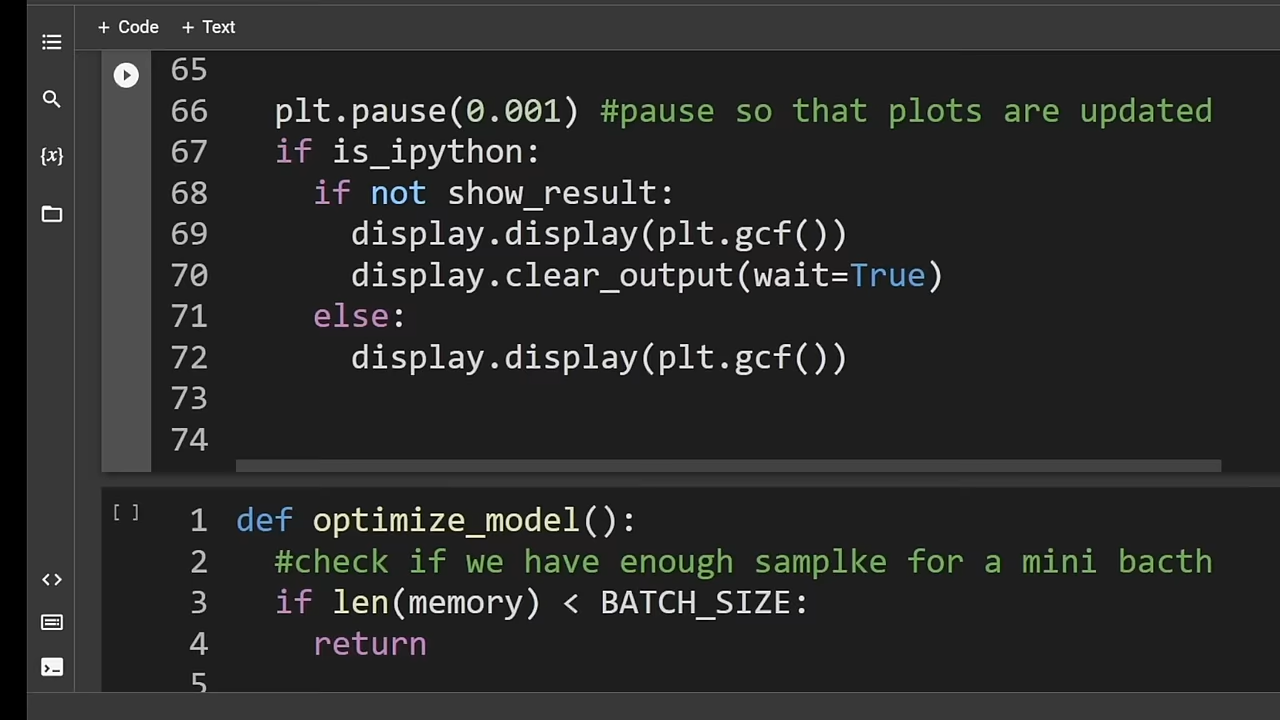 + Code + Text
65
66 plt.pause(0.001) #pause so that plots are updated
67 if is_ipython:
68 if not show_result:
69 display.display(plt.gcf())
70 display.clear_output(wait=True)
71 else:
72 display.display(plt.gcf())
73
74
[ ] 1 def optimize_model():
2 #check if we have enough samplke for a mini bacth
3 if len(memory) < BATCH_SIZE:
4 return
5